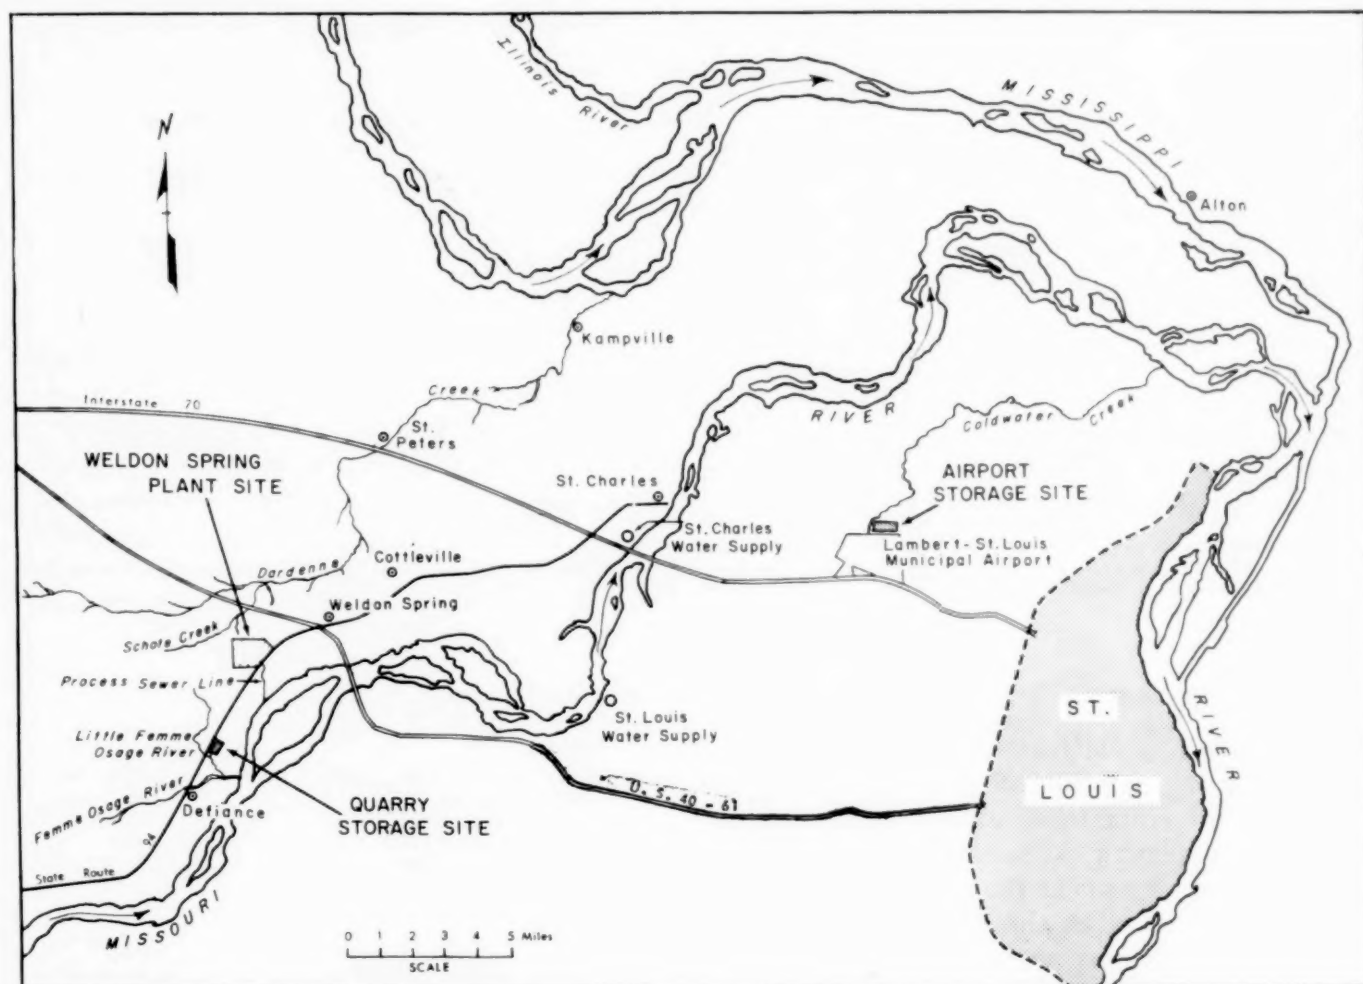 Illinois
River
MISSISSIPPI
N
Alton
Kampville
Creek
Interstate 70
RIVER
Coldwater Creek
St.
Peters
WELDON SPRING
PLANT SITE
AIRPORT
STORAGE SITE
St. Charles
St. Charles
Water Supply
Lambert-St. Louis
Municipal Airport
Cottleville
Dardenne
Weldon Spring
Schote Creek
Process Sewer Line
Little Femme
Osage River
St. Louis
Water Supply
ST.
LOUIS
RIVER
U.S. 40-61
Femme Osage River
Defiance
QUARRY
STORAGE SITE
94
State Route
MISSOURI
0 1 2 3 4 5 Miles
SCALE